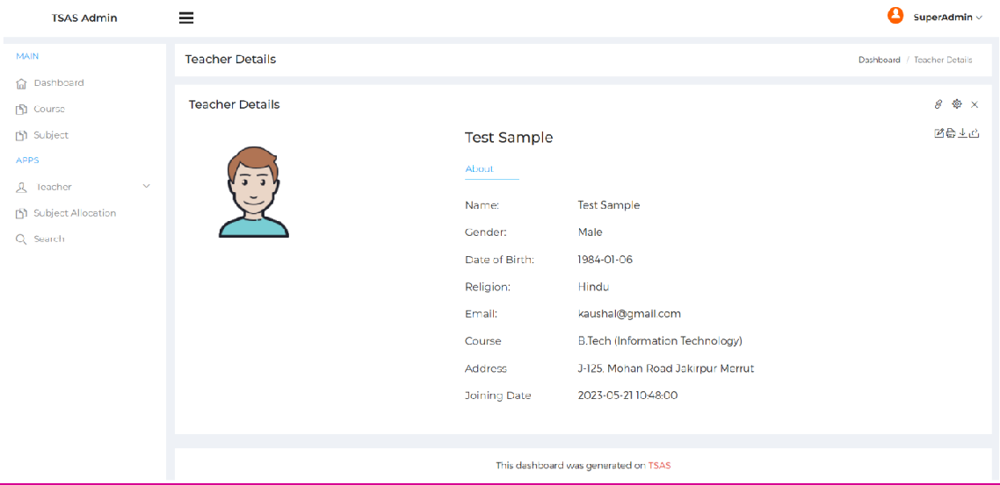 TSAS Admin
SuperAdmin
MAIN
Dashboard
Course
Subject
APPS
Teacher
Subject Allocation
Search
Teacher Details
Dashboard / Teacher Details
Teacher Details
Test Sample
About
Name: Test Sample
Gender: Male
Date of Birth: 1984-01-06
Religion: Hindu
Email: kaushal@gmail.com
Course B.Tech (Information Technology)
Address J-125, Mohan Road Jakirpur Merrut
Joining Date 2023-05-21 10:48:00
This dashboard was generated on TSAS